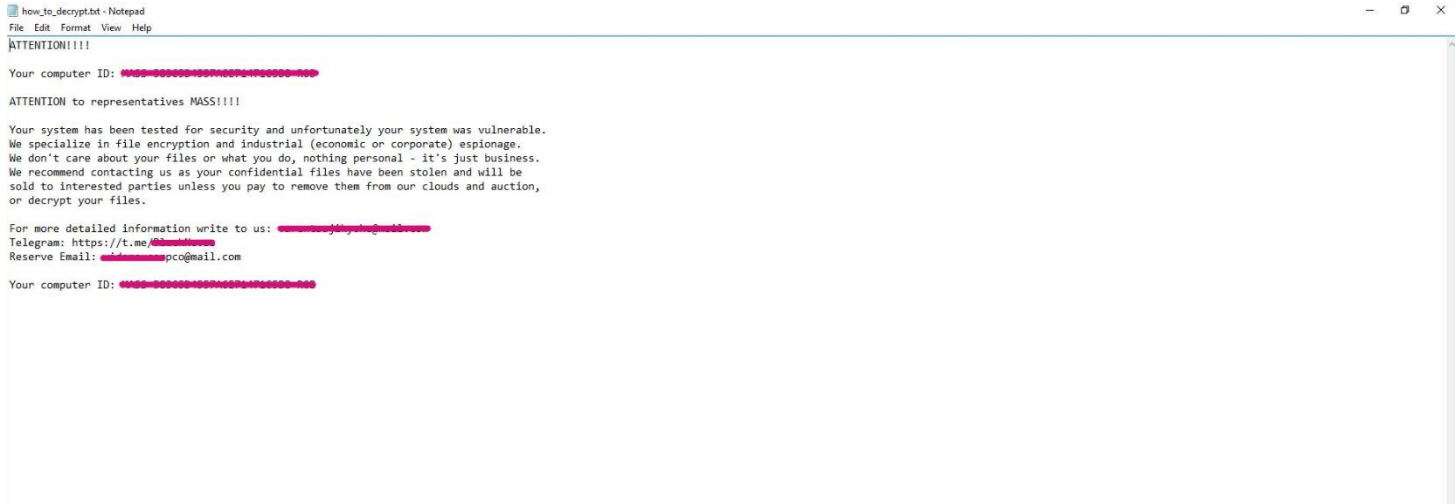 how_to_decrypt.txt - Notepad
File Edit Format View Help
ATTENTION!!!!
Your computer ID:
ATTENTION to representatives MASS!!!!
Your system has been tested for security and unfortunately your system was vulnerable.
We specialize in file encryption and industrial (economic or corporate) espionage.
We don't care about your files or what you do, nothing personal - it's just business.
We recommend contacting us as your confidential files have been stolen and will be
sold to interested parties unless you pay to remove them from our clouds and auction,
or decrypt your files.
For more detailed information write to us:
Telegram: https://t.me/
Reserve Email: pco@mail.com
Your computer ID: